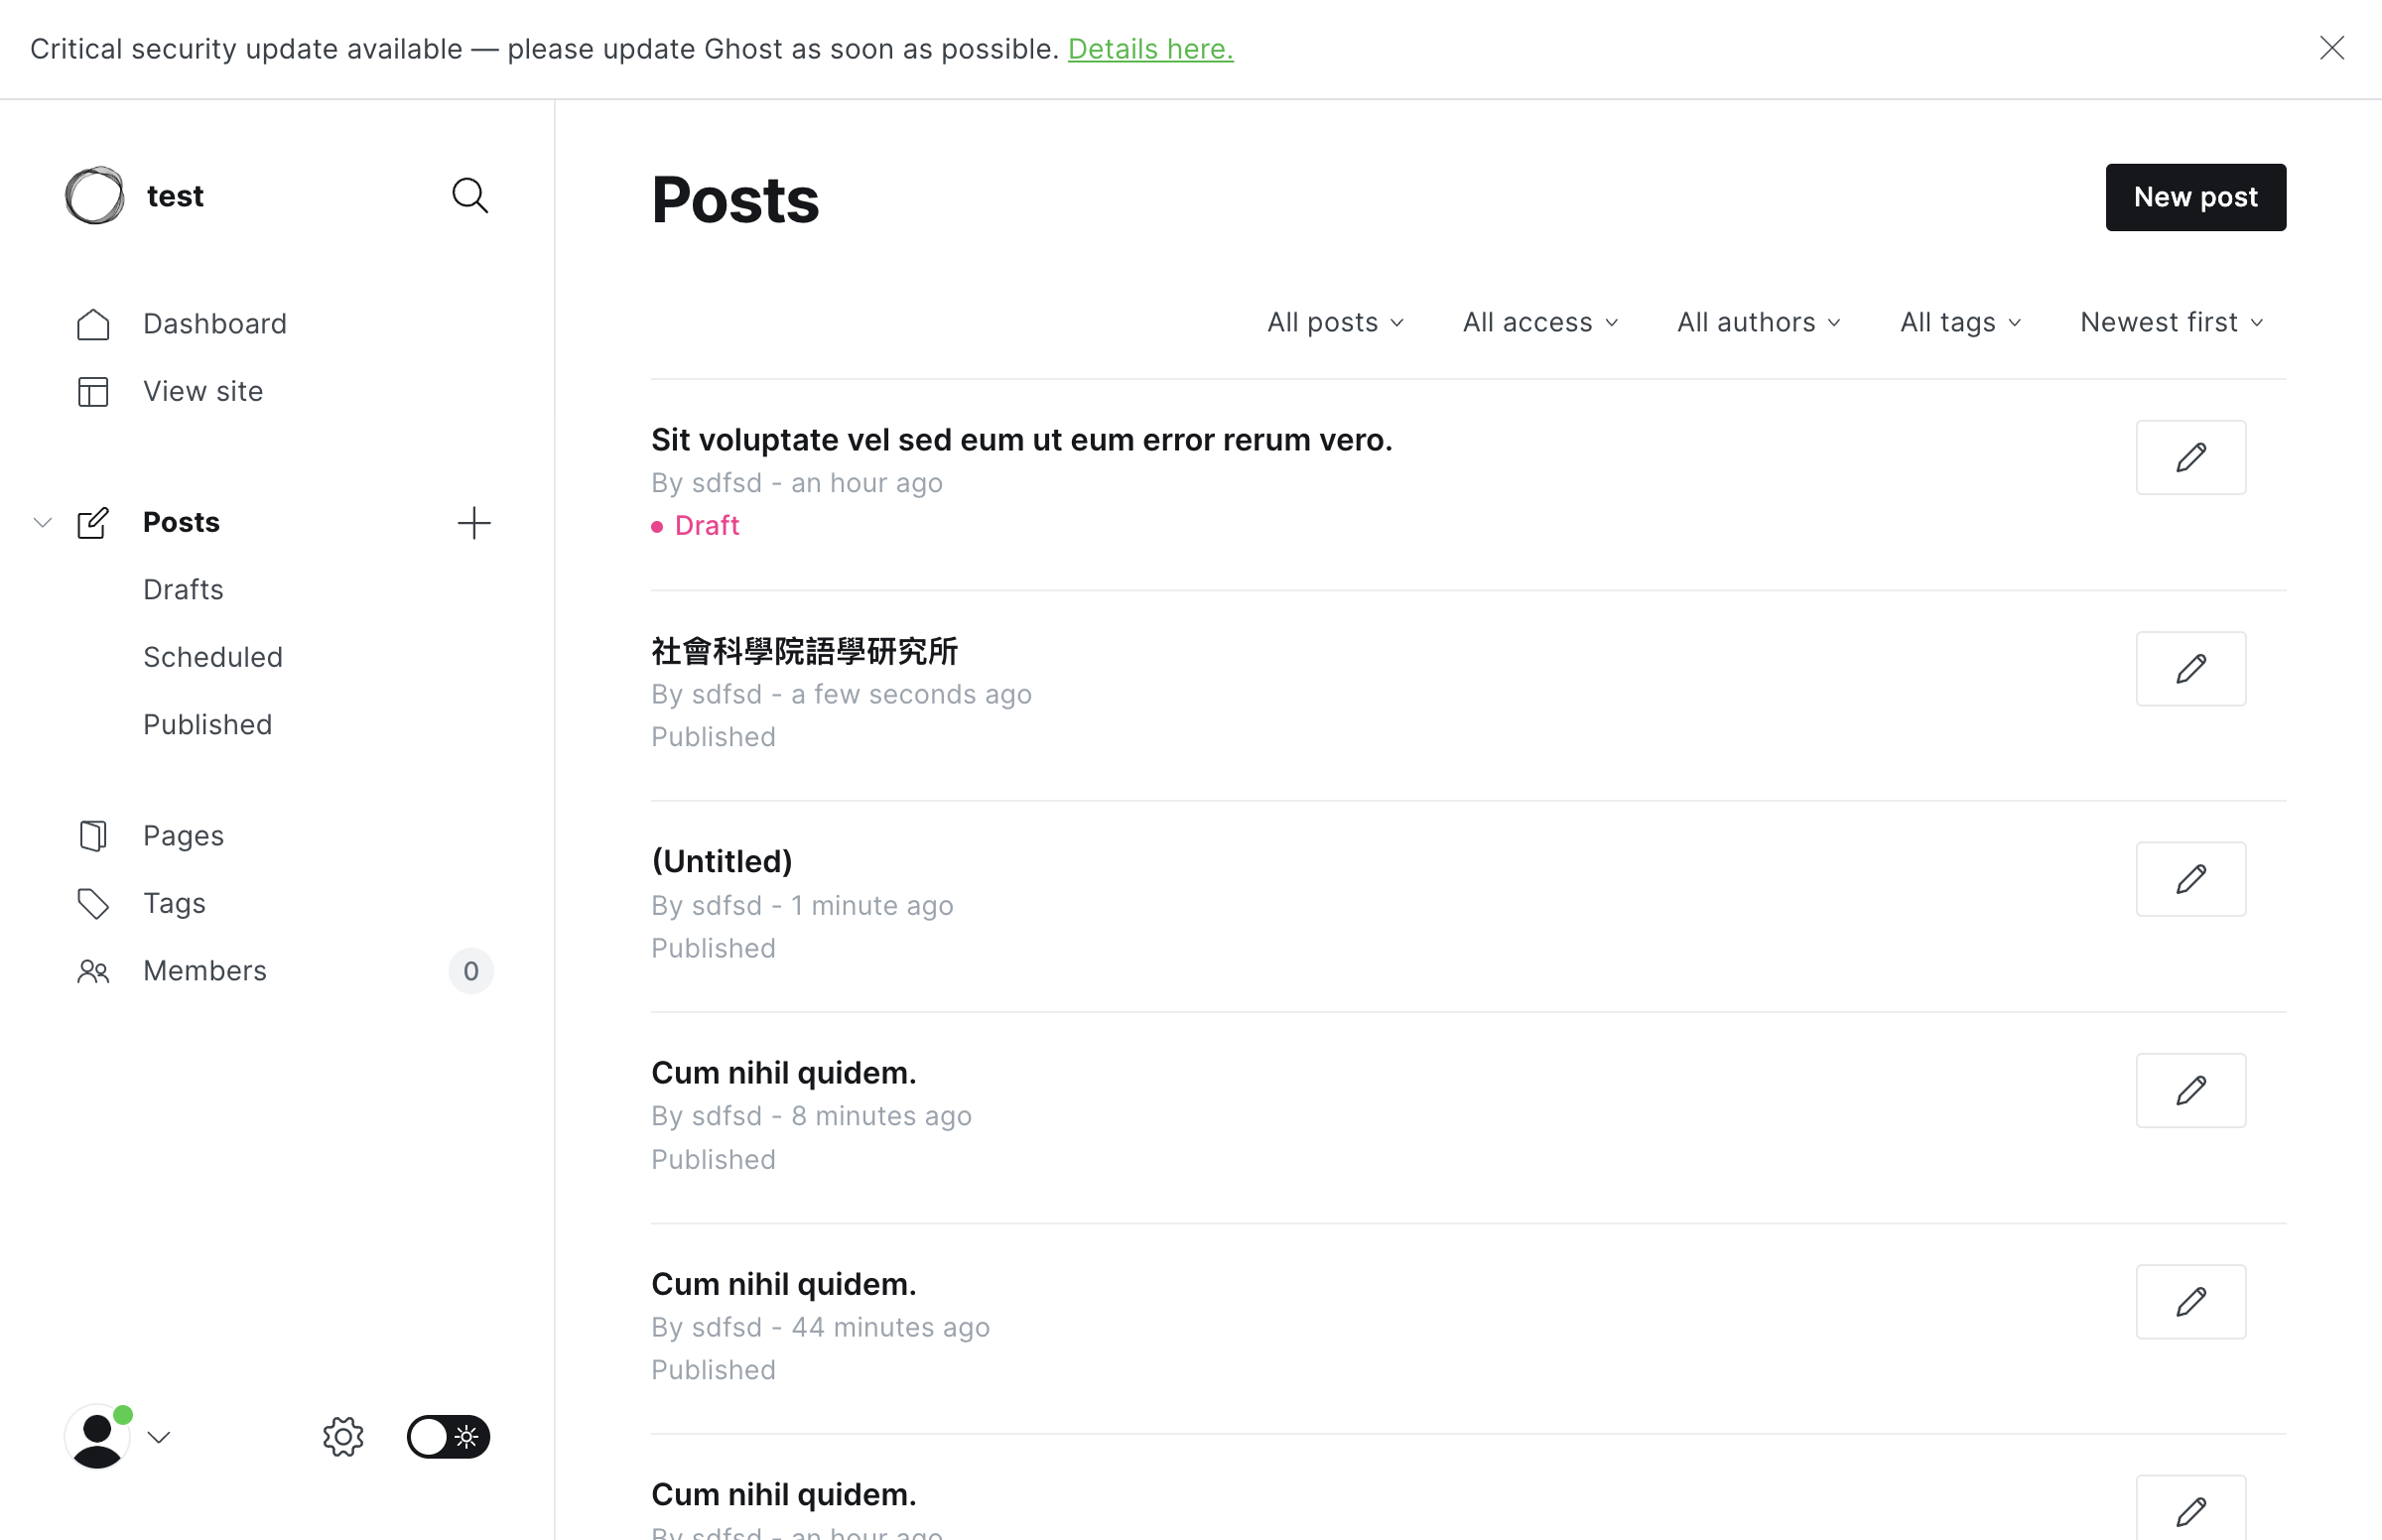 Critical security update available — please update Ghost as soon as possible. Details here.
test
Dashboard
View site
Posts
Drafts
Scheduled
Published
Pages
Tags
Members 0
Posts
New post
All posts
All access
All authors
All tags
Newest first
Sit voluptate vel sed eum ut eum error rerum vero.
By sdfsd - an hour ago
Draft
社會科學院語學研究所
By sdfsd - a few seconds ago
Published
(Untitled)
By sdfsd - 1 minute ago
Published
Cum nihil quidem.
By sdfsd - 8 minutes ago
Published
Cum nihil quidem.
By sdfsd - 44 minutes ago
Published
Cum nihil quidem.
By sdfsd - an hour ago